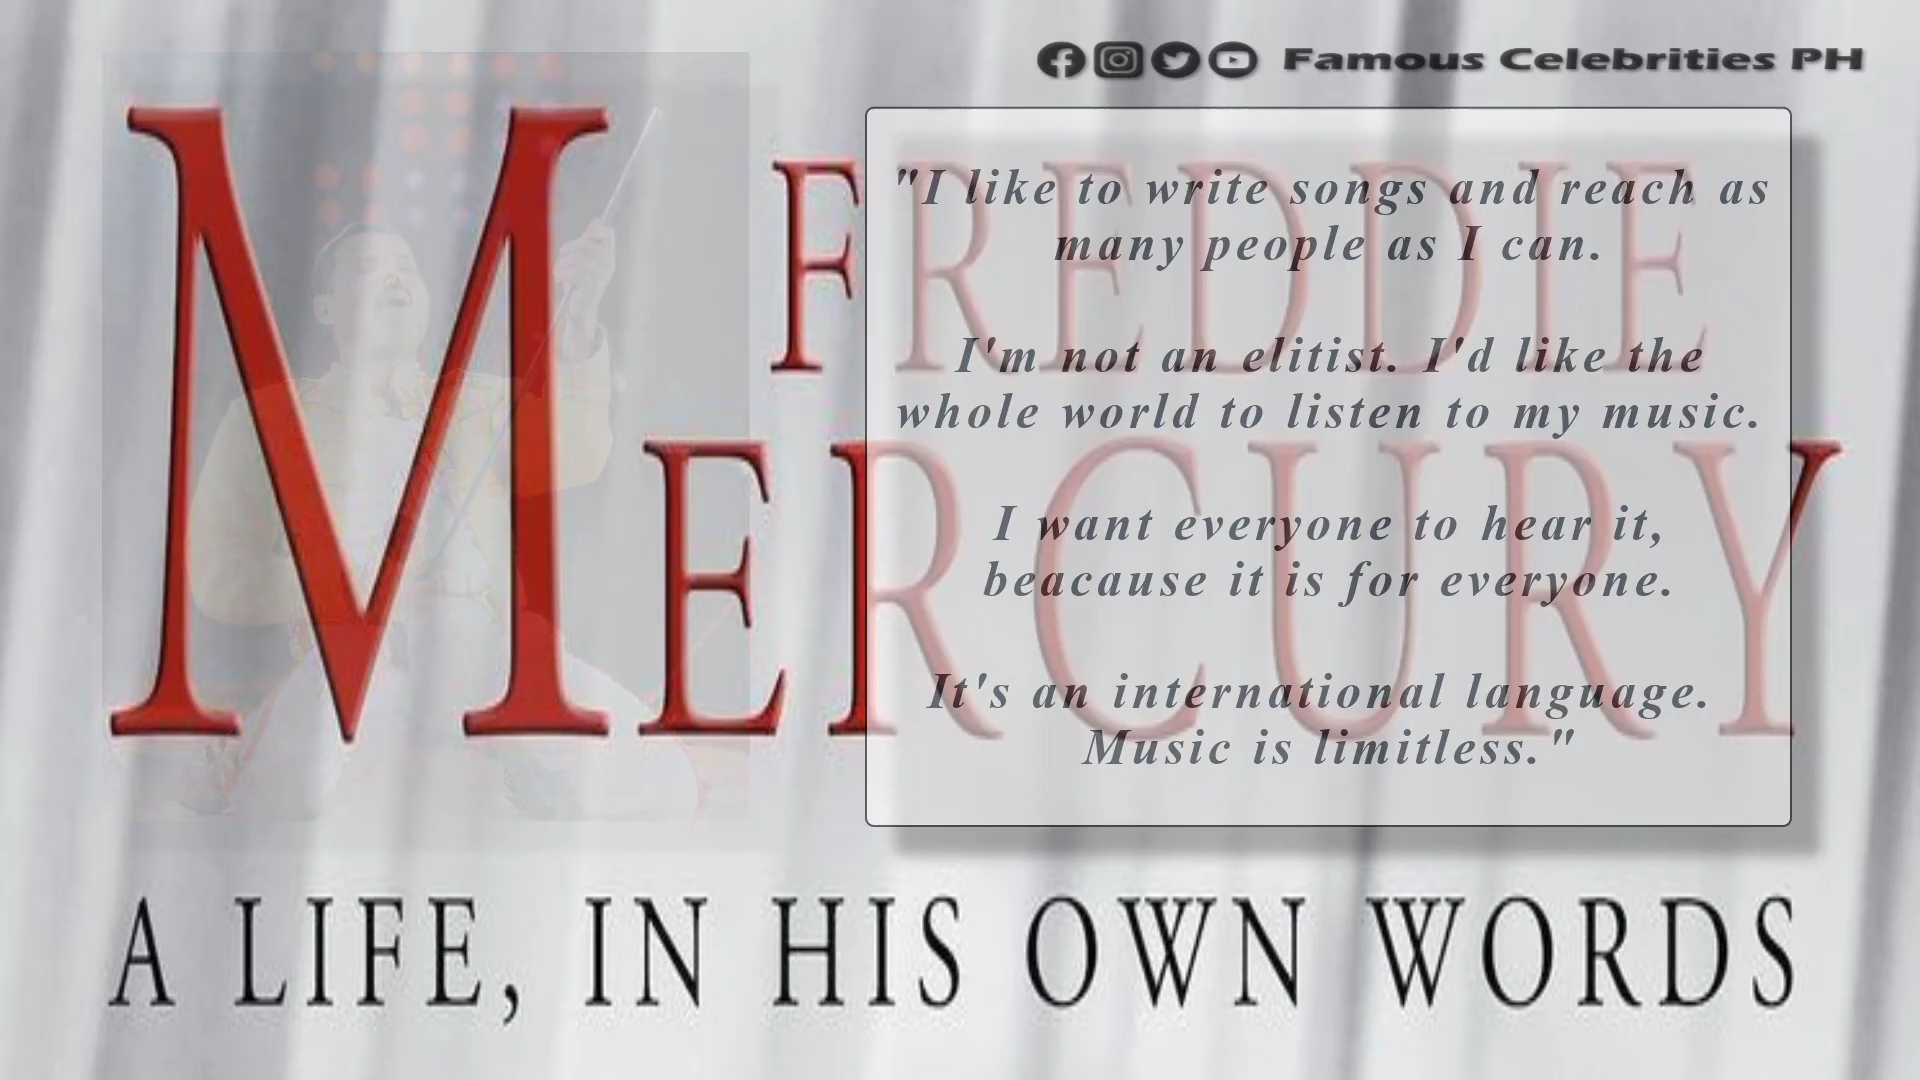 Famous Celebrities PH
FREDDIE
MERCURY
"I like to write songs and reach as
many people as I can.
I'm not an elitist. I'd like the
whole world to listen to my music.
I want everyone to hear it,
beacause it is for everyone.
It's an international language.
Music is limitless."
A LIFE, IN HIS OWN WORDS